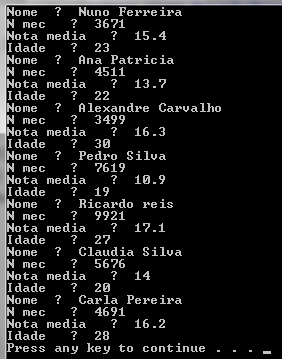 Nome ? Nuno Ferreira
N mec ? 3671
Nota media ? 15.4
Idade ? 23
Nome ? Ana Patricia
N mec ? 4511
Nota media ? 13.7
Idade ? 22
Nome ? Alexandre Carvalho
N mec ? 3499
Nota media ? 16.3
Idade ? 30
Nome ? Pedro Silva
N mec ? 7619
Nota media ? 10.9
Idade ? 19
Nome ? Ricardo reis
N mec ? 9921
Nota media ? 17.1
Idade ? 27
Nome ? Claudia Silva
N mec ? 5676
Nota media ? 14
Idade ? 20
Nome ? Carla Pereira
N mec ? 4691
Nota media ? 16.2
Idade ? 28
Press any key to continue . . . _